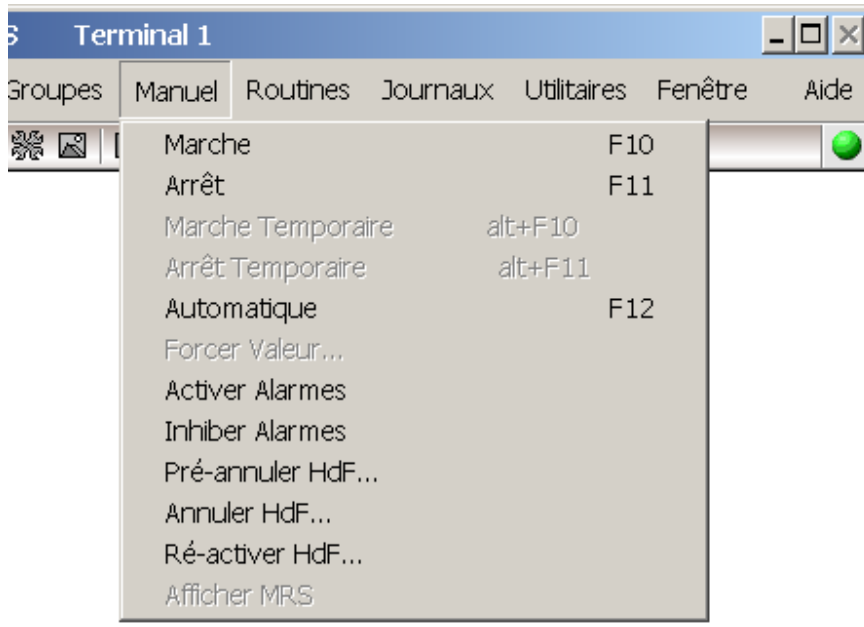 S Terminal 1
Groupes Manuel Routines Journaux Utilitaires Fenêtre Aide
Marche F10
Arrêt F11
Marche Temporaire alt+F10
Arrêt Temporaire alt+F11
Automatique F12
Forcer Valeur...
Activer Alarmes
Inhiber Alarmes
Pré-annuler HdF...
Annuler HdF...
Ré-activer HdF...
Afficher MRS